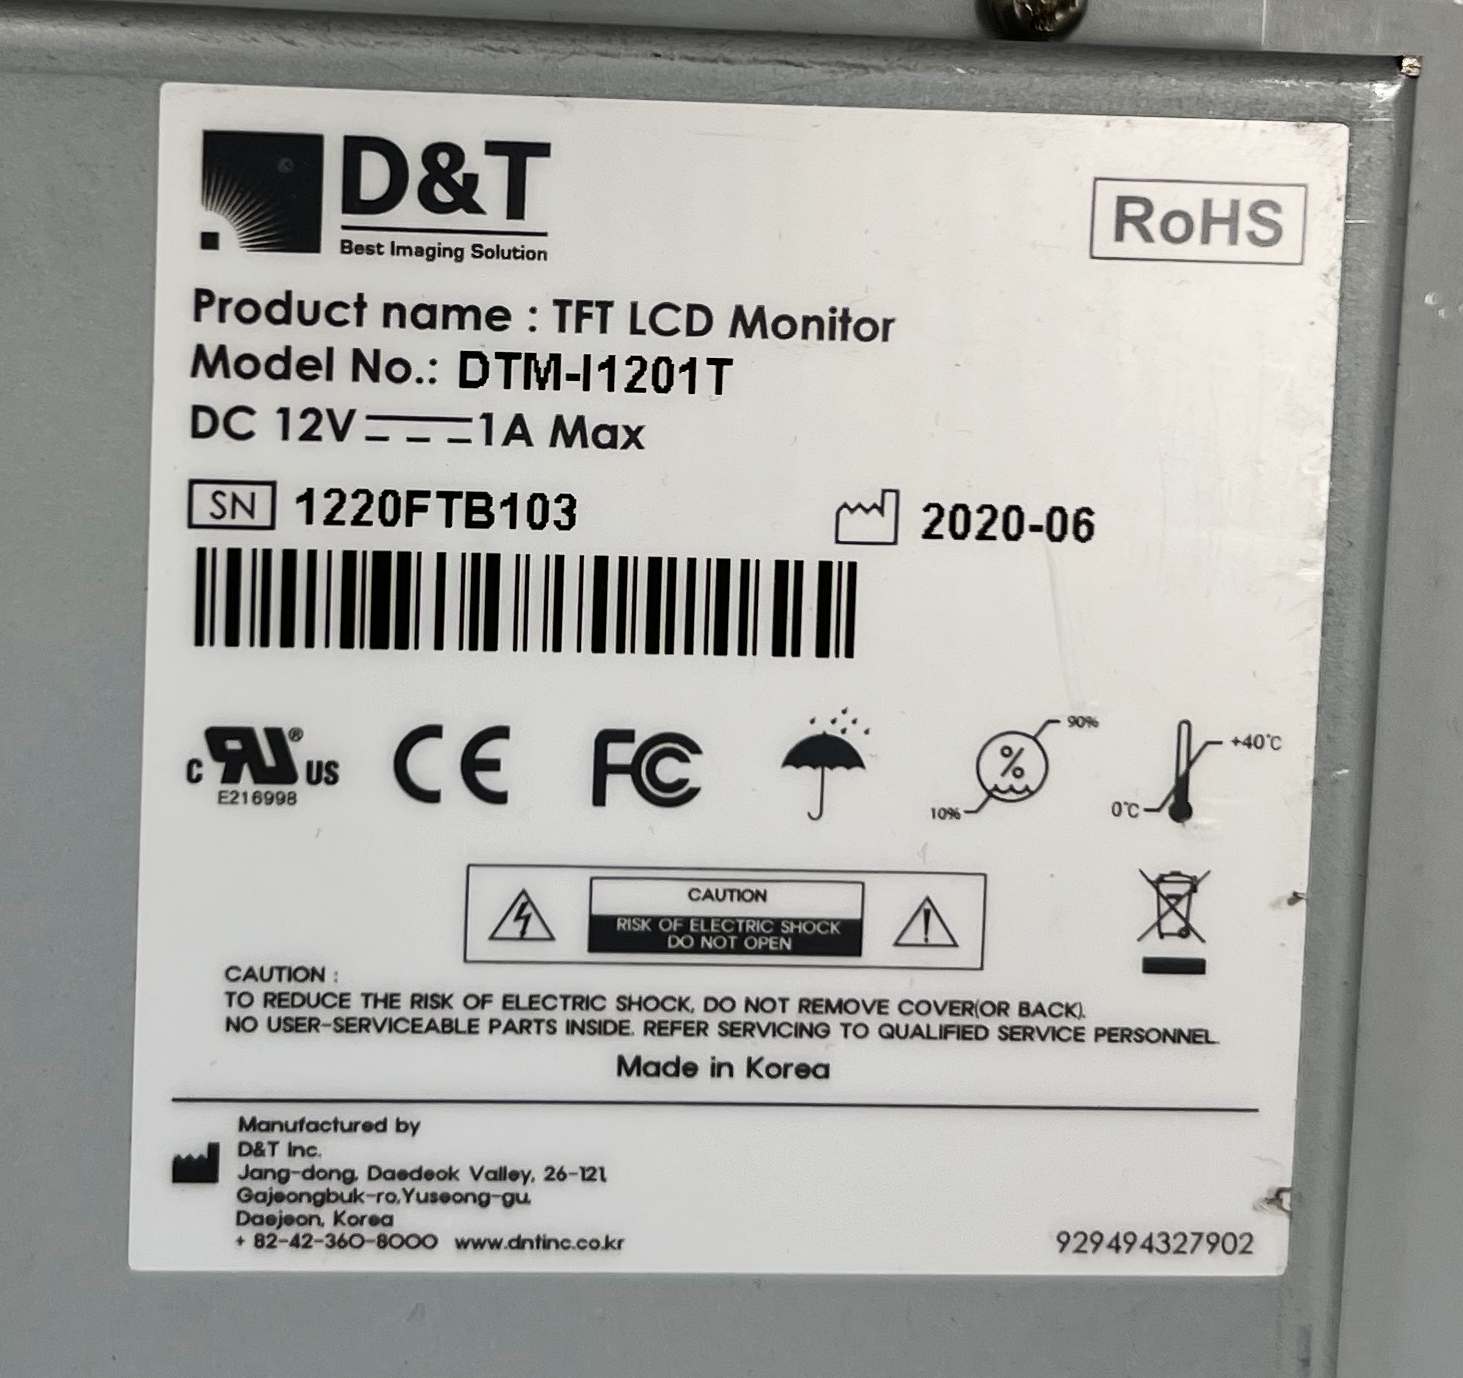 D&T
Best Imaging Solution
RoHS
Product name : TFT LCD Monitor
Model No.: DTM-I1201T
DC 12V 1A Max
SN 1220FTB103
2020-06
c RU ® US
E216998
CE
FC
90%
%
10%
+40℃
0℃
CAUTION
RISK OF ELECTRIC SHOCK
DO NOT OPEN
CAUTION :
TO REDUCE THE RISK OF ELECTRIC SHOCK, DO NOT REMOVE COVER(OR BACK).
NO USER-SERVICEABLE PARTS INSIDE. REFER SERVICING TO QUALIFIED SERVICE PERSONNEL.
Made in Korea
Manufactured by
D&T Inc.
Jang-dong, Daedeok Valley, 26-121,
Gajeongbuk-ro,Yuseong-gu,
Daejeon, Korea
+ 82-42-360-8000 www.dntinc.co.kr
929494327902